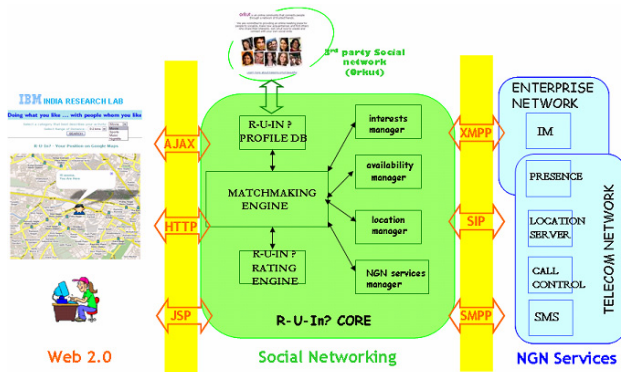 orkut
3rd party Social
network
(Orkut)
IBM INDIA RESEARCH LAB
Doing what you like ... with people whom you like
R U In? - Your Position on Google Maps
AJAX
HTTP
JSP
R-U-IN ?
PROFILE DB
MATCHMAKING
ENGINE
R-U-IN ?
RATING
ENGINE
interests
manager
availability
manager
location
manager
NGN services
manager
R-U-In? CORE
XMPP
SIP
SMPP
ENTERPRISE
NETWORK
IM
PRESENCE
LOCATION
SERVER
CALL
CONTROL
SMS
TELECOM NETWORK
Web 2.0
Social Networking
NGN Services